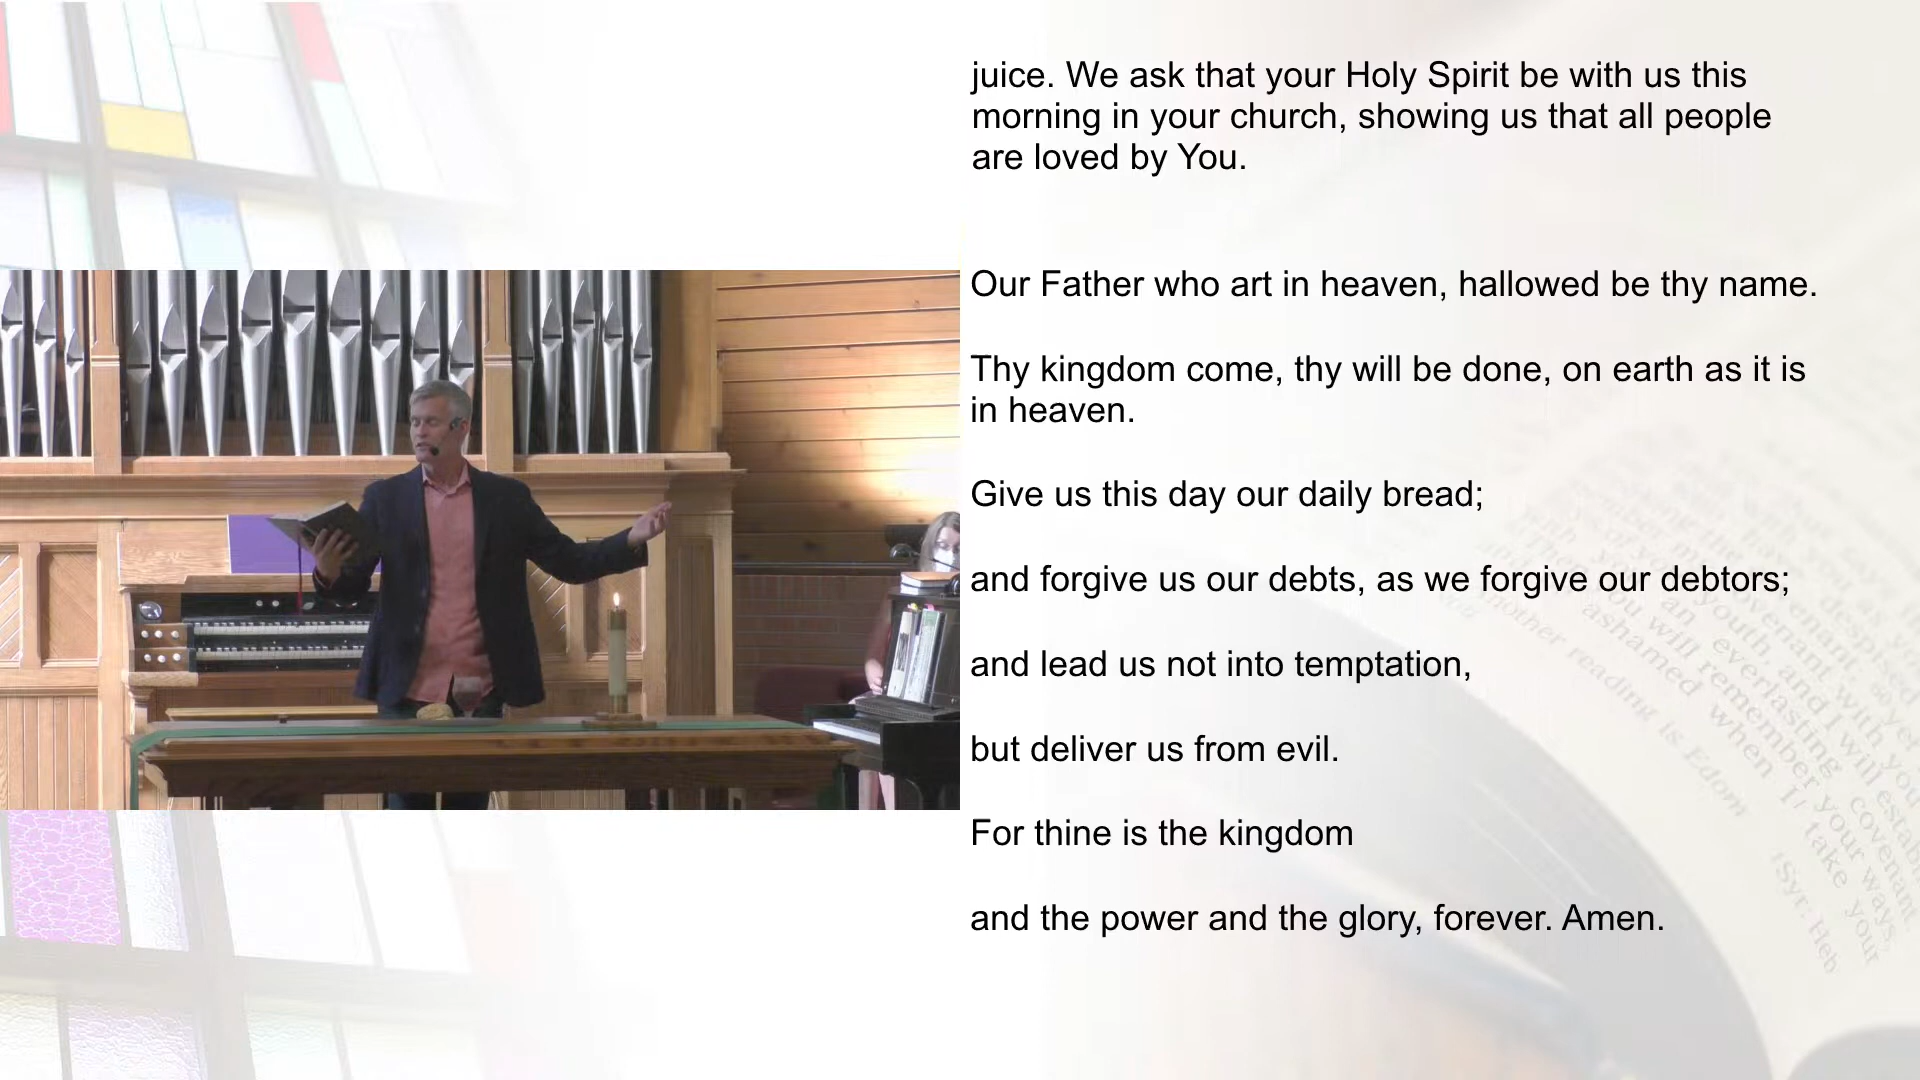 juice. We ask that your Holy Spirit be with us this
morning in your church, showing us that all people
are loved by You.
Our Father who art in heaven, hallowed be thy name.
Thy kingdom come, thy will be done, on earth as it is
in heaven.
Give us this day our daily bread;
and forgive us our debts, as we forgive our debtors;
and lead us not into temptation,
but deliver us from evil.
For thine is the kingdom
and the power and the glory, forever. Amen.
another reading is Edom